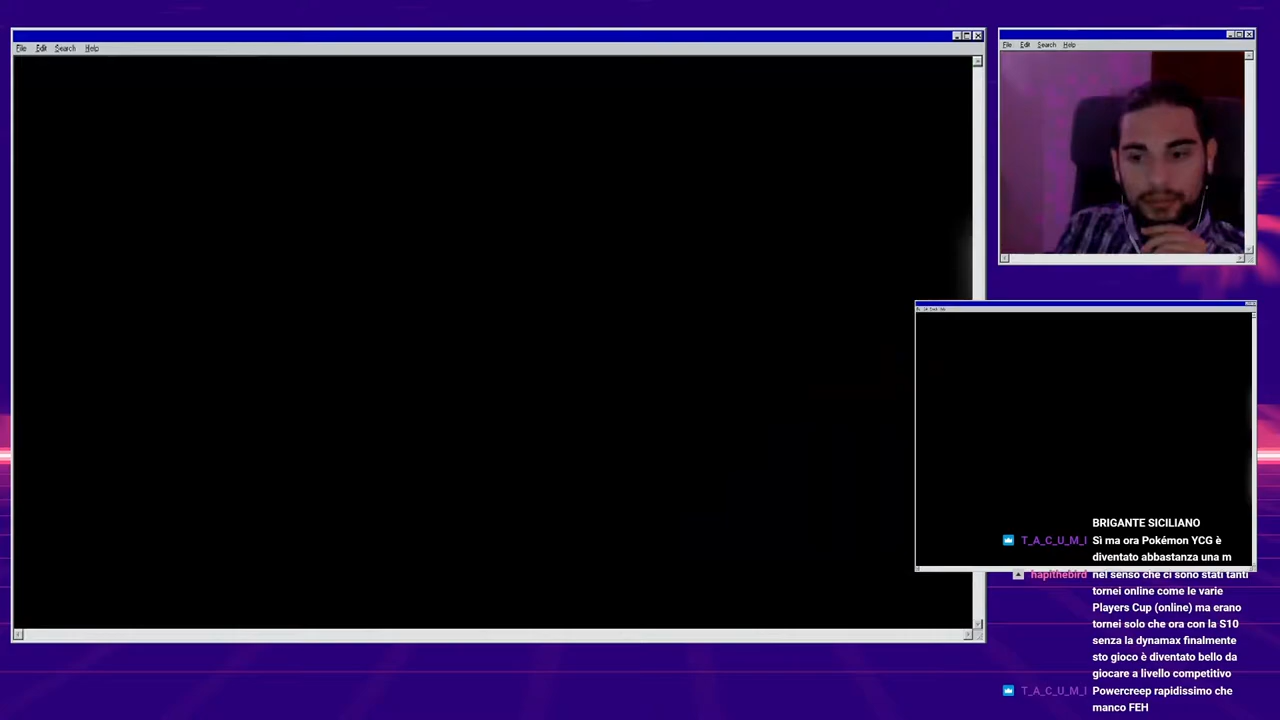 File Edit Search Help
File Edit Search Help
BRIGANTE SICILIANO
T_A_C_U_M_I Sì ma ora Pokémon YCG è
diventato abbastanza una m
hapithebird nel senso che ci sono stati tanti
tornei online come le varie
Players Cup (online) ma erano
tornei solo che ora con la S10
senza la dynamax finalmente
sto gioco è diventato bello da
giocare a livello competitivo
T_A_C_U_M_I Powercreep rapidissimo che
manco FEH